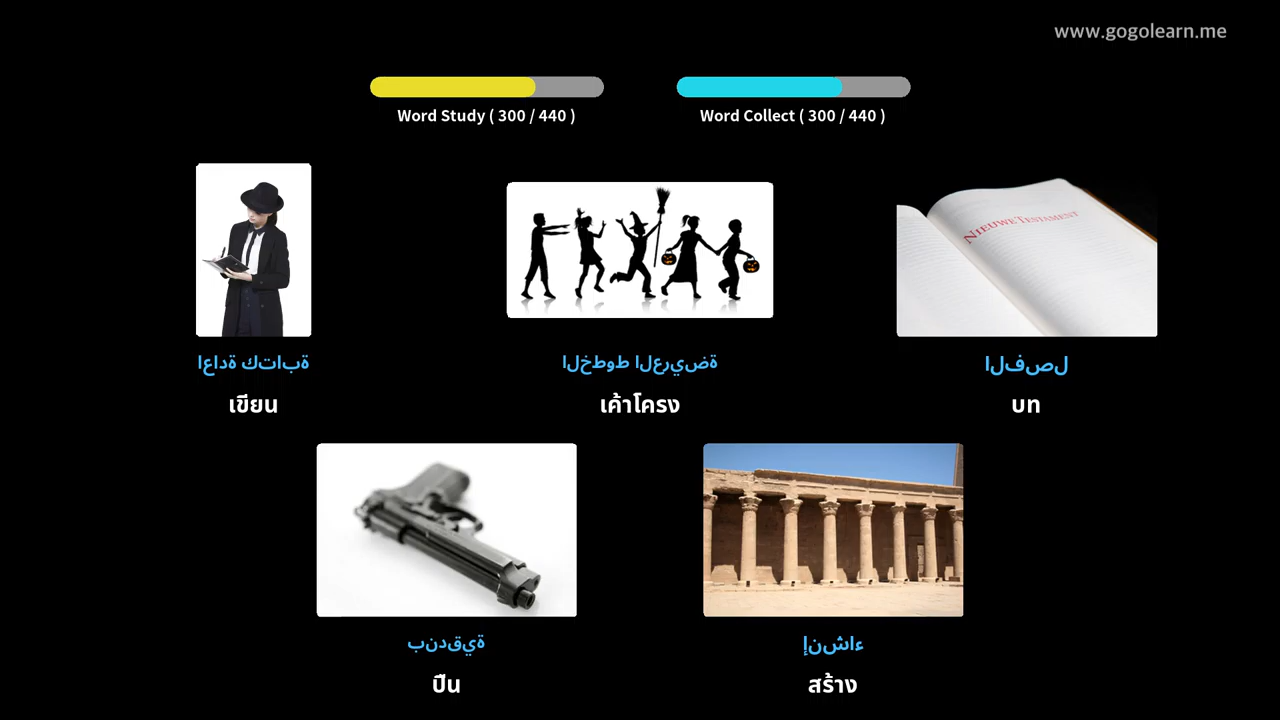 www.gogolearn.me
Word Study ( 300 / 440 )
Word Collect ( 300 / 440 )
NIEUWE TESTAMENT
اعادة كتابة
الخطوط العريضة
الفصل
เขียน
เค้าโครง
บท
بندقية
إنشاء
ปืน
สร้าง